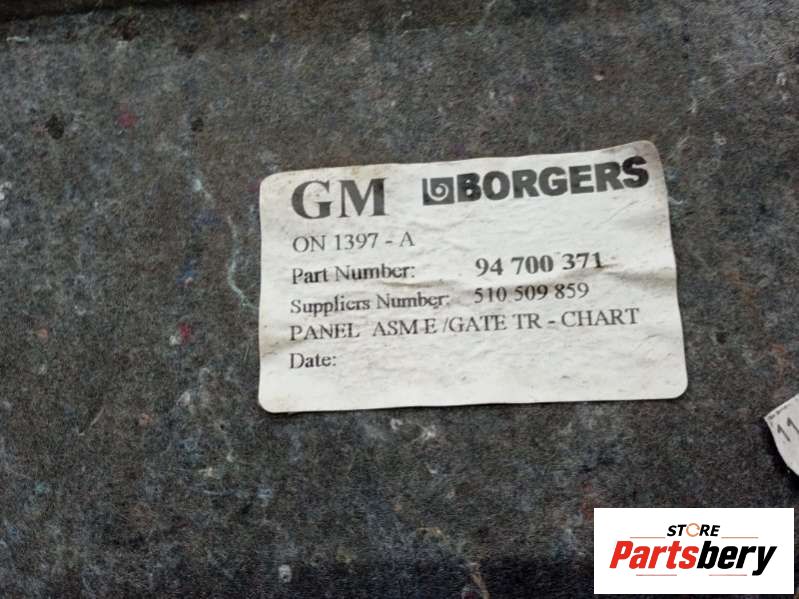 GM BORGERS
ON 1397 - A
Part Number: 94 700 371
Suppliers Number: 510 509 859
PANEL ASM E /GATE TR - CHART
Date:
11
STORE
Partsbery